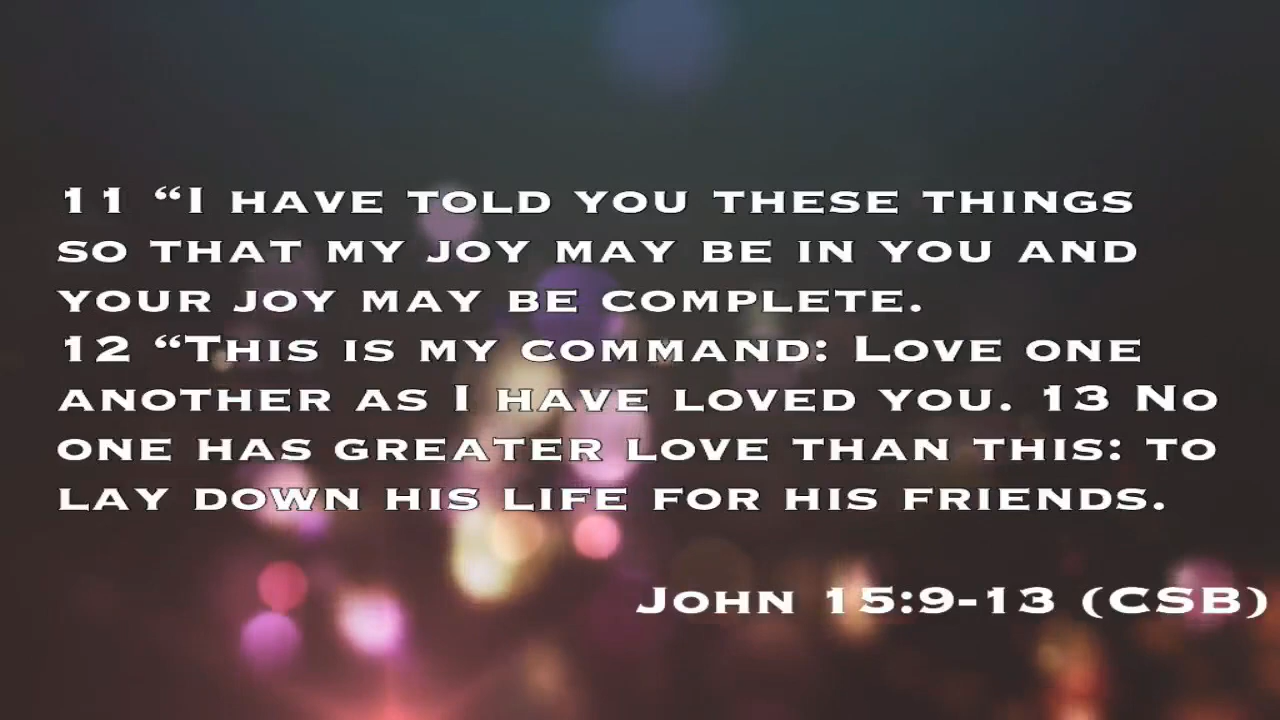 11 “I have told you these things
so that my joy may be in you and
your joy may be complete.
12 “This is my command: Love one
another as I have loved you. 13 No
one has greater love than this: to
lay down his life for his friends.
John 15:9-13 (CSB)